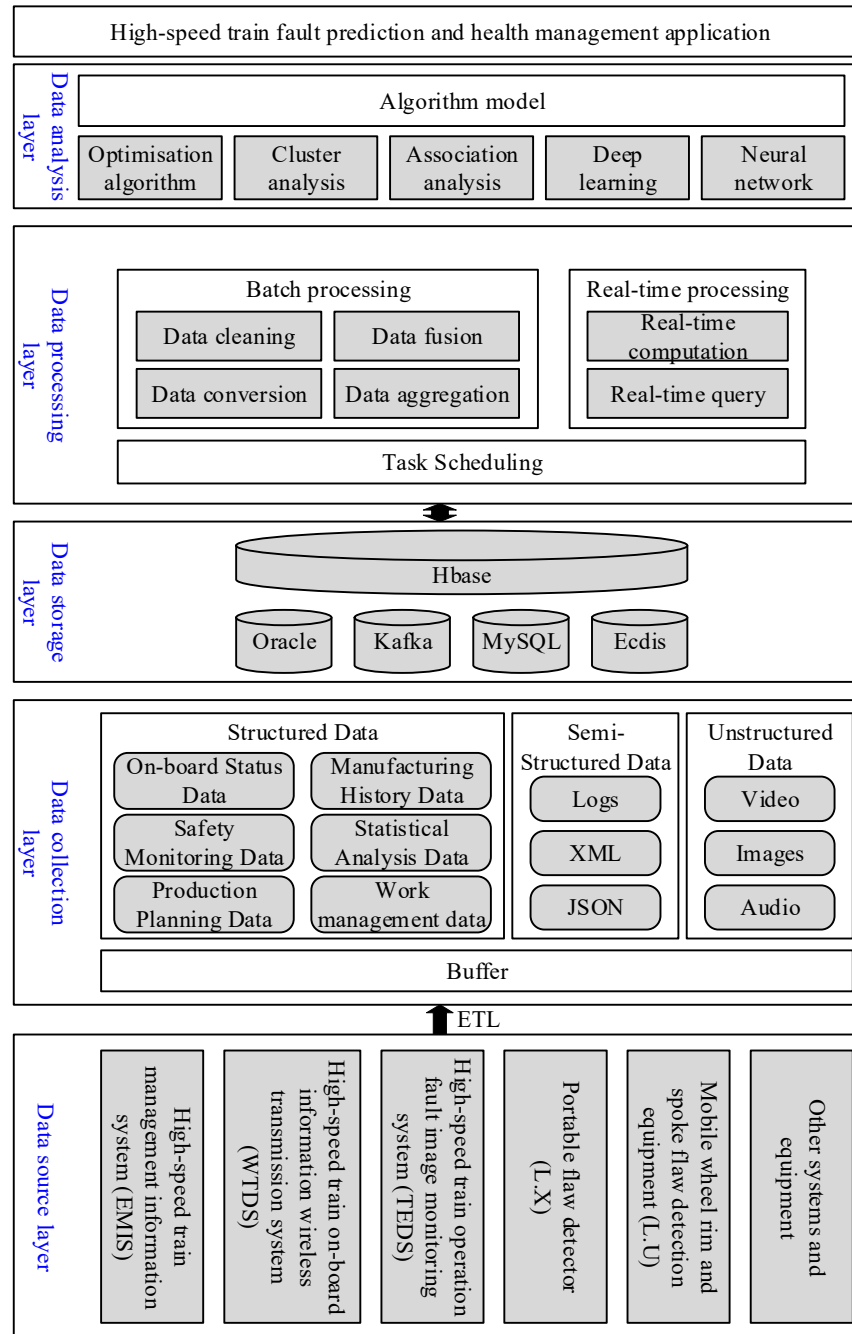 High-speed train fault prediction and health management application
Data analysis
layer
Algorithm model
Optimisation
algorithm
Cluster
analysis
Association
analysis
Deep
learning
Neural
network
Data processing
layer
Batch processing
Data cleaning
Data fusion
Data conversion
Data aggregation
Real-time processing
Real-time
computation
Real-time query
Task Scheduling
Data storage
layer
Hbase
Oracle
Kafka
MySQL
Ecdis
Data collection
layer
Structured Data
On-board Status
Data
Manufacturing
History Data
Safety
Monitoring Data
Statistical
Analysis Data
Production
Planning Data
Work
management data
Semi-
Structured Data
Logs
XML
JSON
Unstructured
Data
Video
Images
Audio
Buffer
ETL
Data source layer
High-speed train
management information
system (EMIS)
High-speed train on-board
information wireless
transmission system
(WTDS)
High-speed train operation
fault image monitoring
system (TEDS)
Portable flaw detector
(L.X)
Mobile wheel rim and
spoke flaw detection
equipment (L.U)
Other systems and
equipment